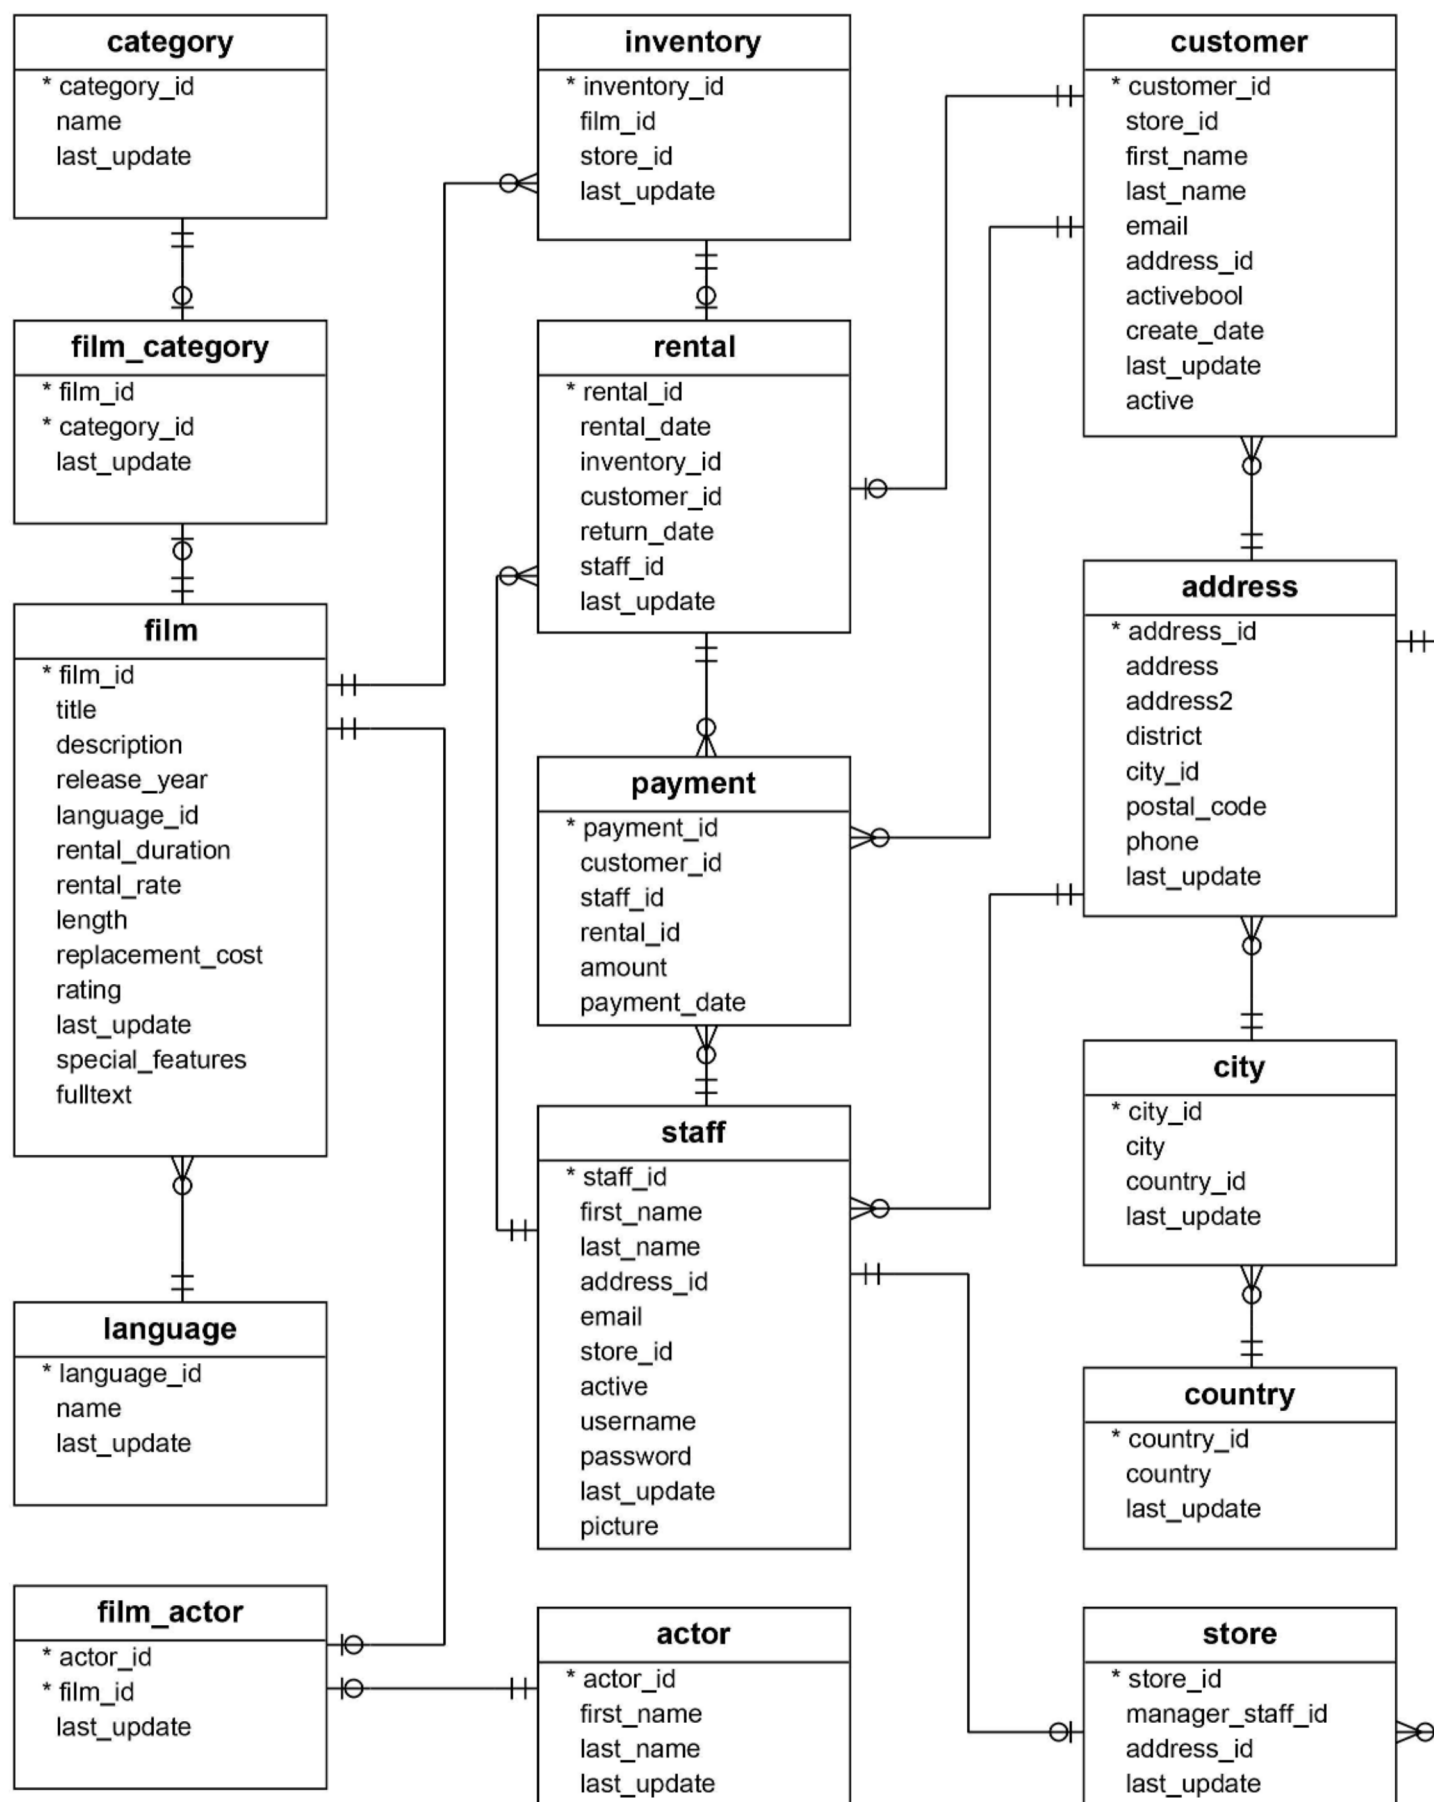 category
* category_id
name
last_update
film_category
* film_id
* category_id
last_update
film
* film_id
title
description
release_year
language_id
rental_duration
rental_rate
length
replacement_cost
rating
last_update
special_features
fulltext
language
* language_id
name
last_update
film_actor
* actor_id
* film_id
last_update
inventory
* inventory_id
film_id
store_id
last_update
rental
* rental_id
rental_date
inventory_id
customer_id
return_date
staff_id
last_update
payment
* payment_id
customer_id
staff_id
rental_id
amount
payment_date
staff
* staff_id
first_name
last_name
address_id
email
store_id
active
username
password
last_update
picture
actor
* actor_id
first_name
last_name
last_update
customer
* customer_id
store_id
first_name
last_name
email
address_id
activebool
create_date
last_update
active
address
* address_id
address
address2
district
city_id
postal_code
phone
last_update
city
* city_id
city
country_id
last_update
country
* country_id
country
last_update
store
* store_id
manager_staff_id
address_id
last_update